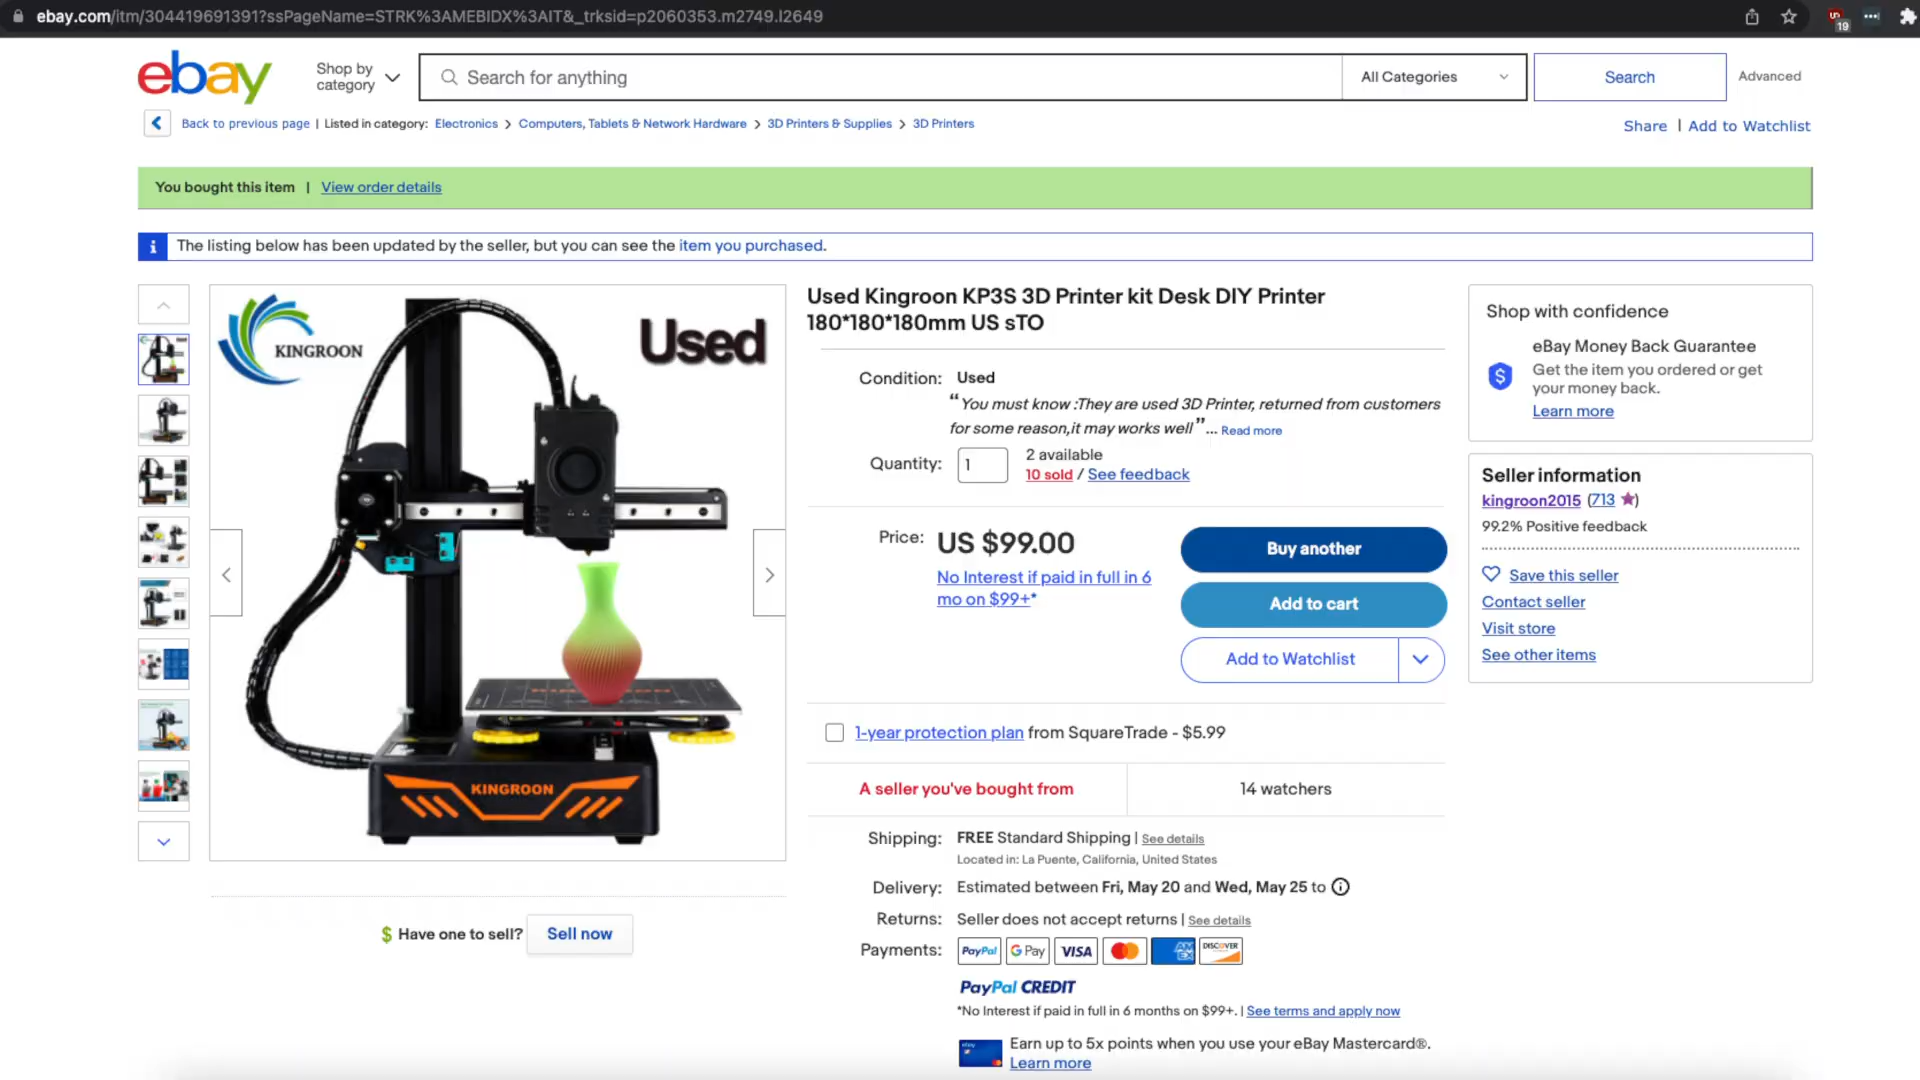 ebay.com/itm/304419691391?ssPageName=STRK%3AMEBIDX%3AIT&_trksid=p2060353.m2749.l2649
19
ebay
Shop by
category
Search for anything
All Categories
Search
Advanced
Back to previous page | Listed in category: Electronics > Computers, Tablets & Network Hardware > 3D Printers & Supplies > 3D Printers
Share | Add to Watchlist
You bought this item | View order details
i The listing below has been updated by the seller, but you can see the item you purchased.
KINGROON
Used
KINGROON
KINGROON
Used Kingroon KP3S 3D Printer kit Desk DIY Printer
180*180*180mm US sTO
Condition: Used
“You must know :They are used 3D Printer, returned from customers
for some reason,it may works well”... Read more
Quantity: 1
2 available
10 sold / See feedback
Price: US $99.00
No Interest if paid in full in 6
mo on $99+*
Buy another
Add to cart
Add to Watchlist
1-year protection plan from SquareTrade - $5.99
A seller you've bought from
14 watchers
Shipping: FREE Standard Shipping | See details
Located in: La Puente, California, United States
Delivery: Estimated between Fri, May 20 and Wed, May 25 to
Returns: Seller does not accept returns | See details
Payments: PayPal G Pay VISA AMEX DISCOVER
PayPal CREDIT
*No Interest if paid in full in 6 months on $99+. | See terms and apply now
Earn up to 5x points when you use your eBay Mastercard®.
Learn more
$ Have one to sell? Sell now
Shop with confidence
eBay Money Back Guarantee
Get the item you ordered or get
your money back.
Learn more
Seller information
kingroon2015 (713 ★)
99.2% Positive feedback
Save this seller
Contact seller
Visit store
See other items